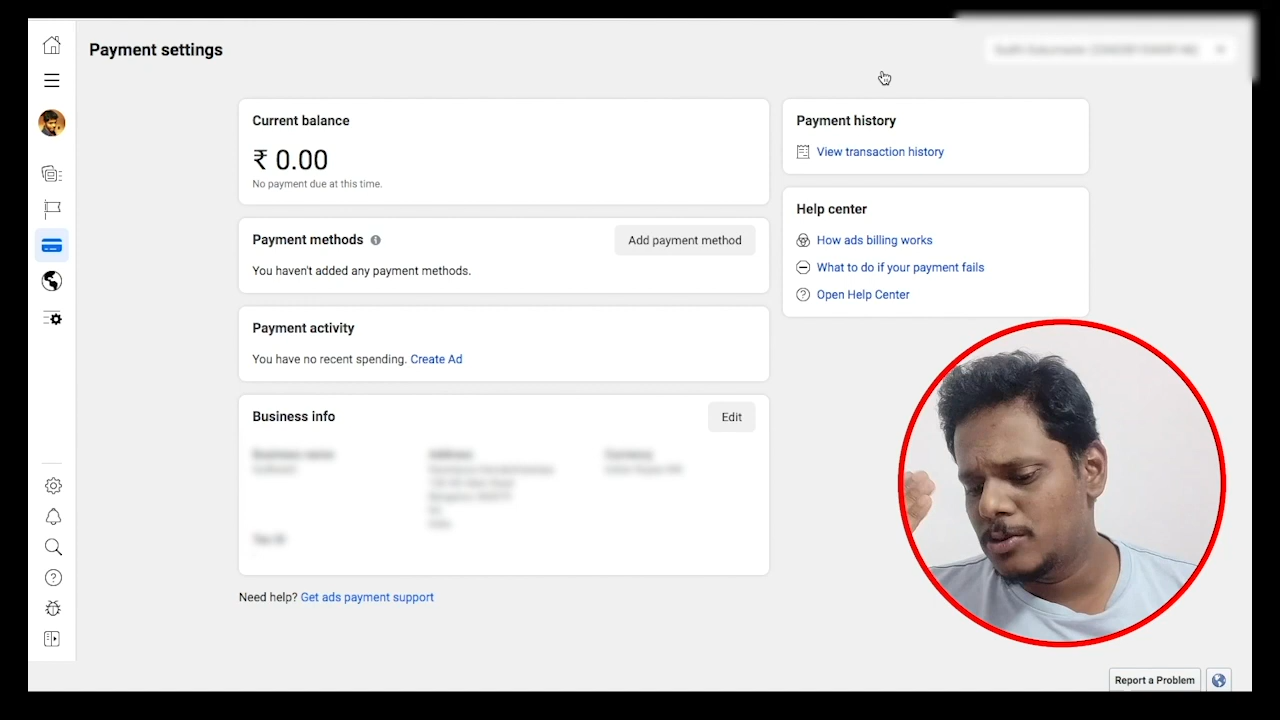 Payment settings
Current balance
₹ 0.00
No payment due at this time.
Payment methods
Add payment method
You haven't added any payment methods.
Payment activity
You have no recent spending. Create Ad
Business info
Edit
Need help? Get ads payment support
Payment history
View transaction history
Help center
How ads billing works
What to do if your payment fails
Open Help Center
Report a Problem